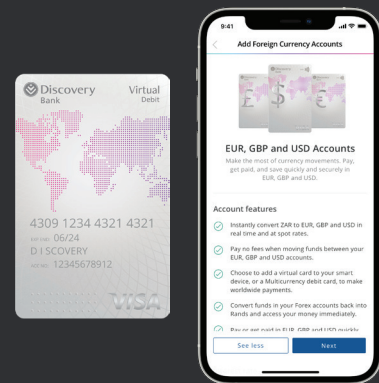 Discovery
Bank
Virtual
Debit
4309 1234 4321 4321
06/24
D I SCOVERY
12345678912
VISA
9:41
Add Foreign Currency Accounts
£
$
€
EUR, GBP and USD Accounts
Make the most of currency movements. Pay,
get paid, and save quickly and securely in
EUR, GBP and USD.
Account features
Instantly convert ZAR to EUR, GBP and USD in
real time and at spot rates.
Pay no fees when moving funds between your
EUR, GBP and USD accounts.
Choose to add a virtual card to your smart
device, or a Multicurrency debit card, to make
worldwide payments.
Convert funds in your Forex accounts back into
Rands and access your money immediately.
Pay or get paid in EUR, GBP and USD quickly
See less
Next